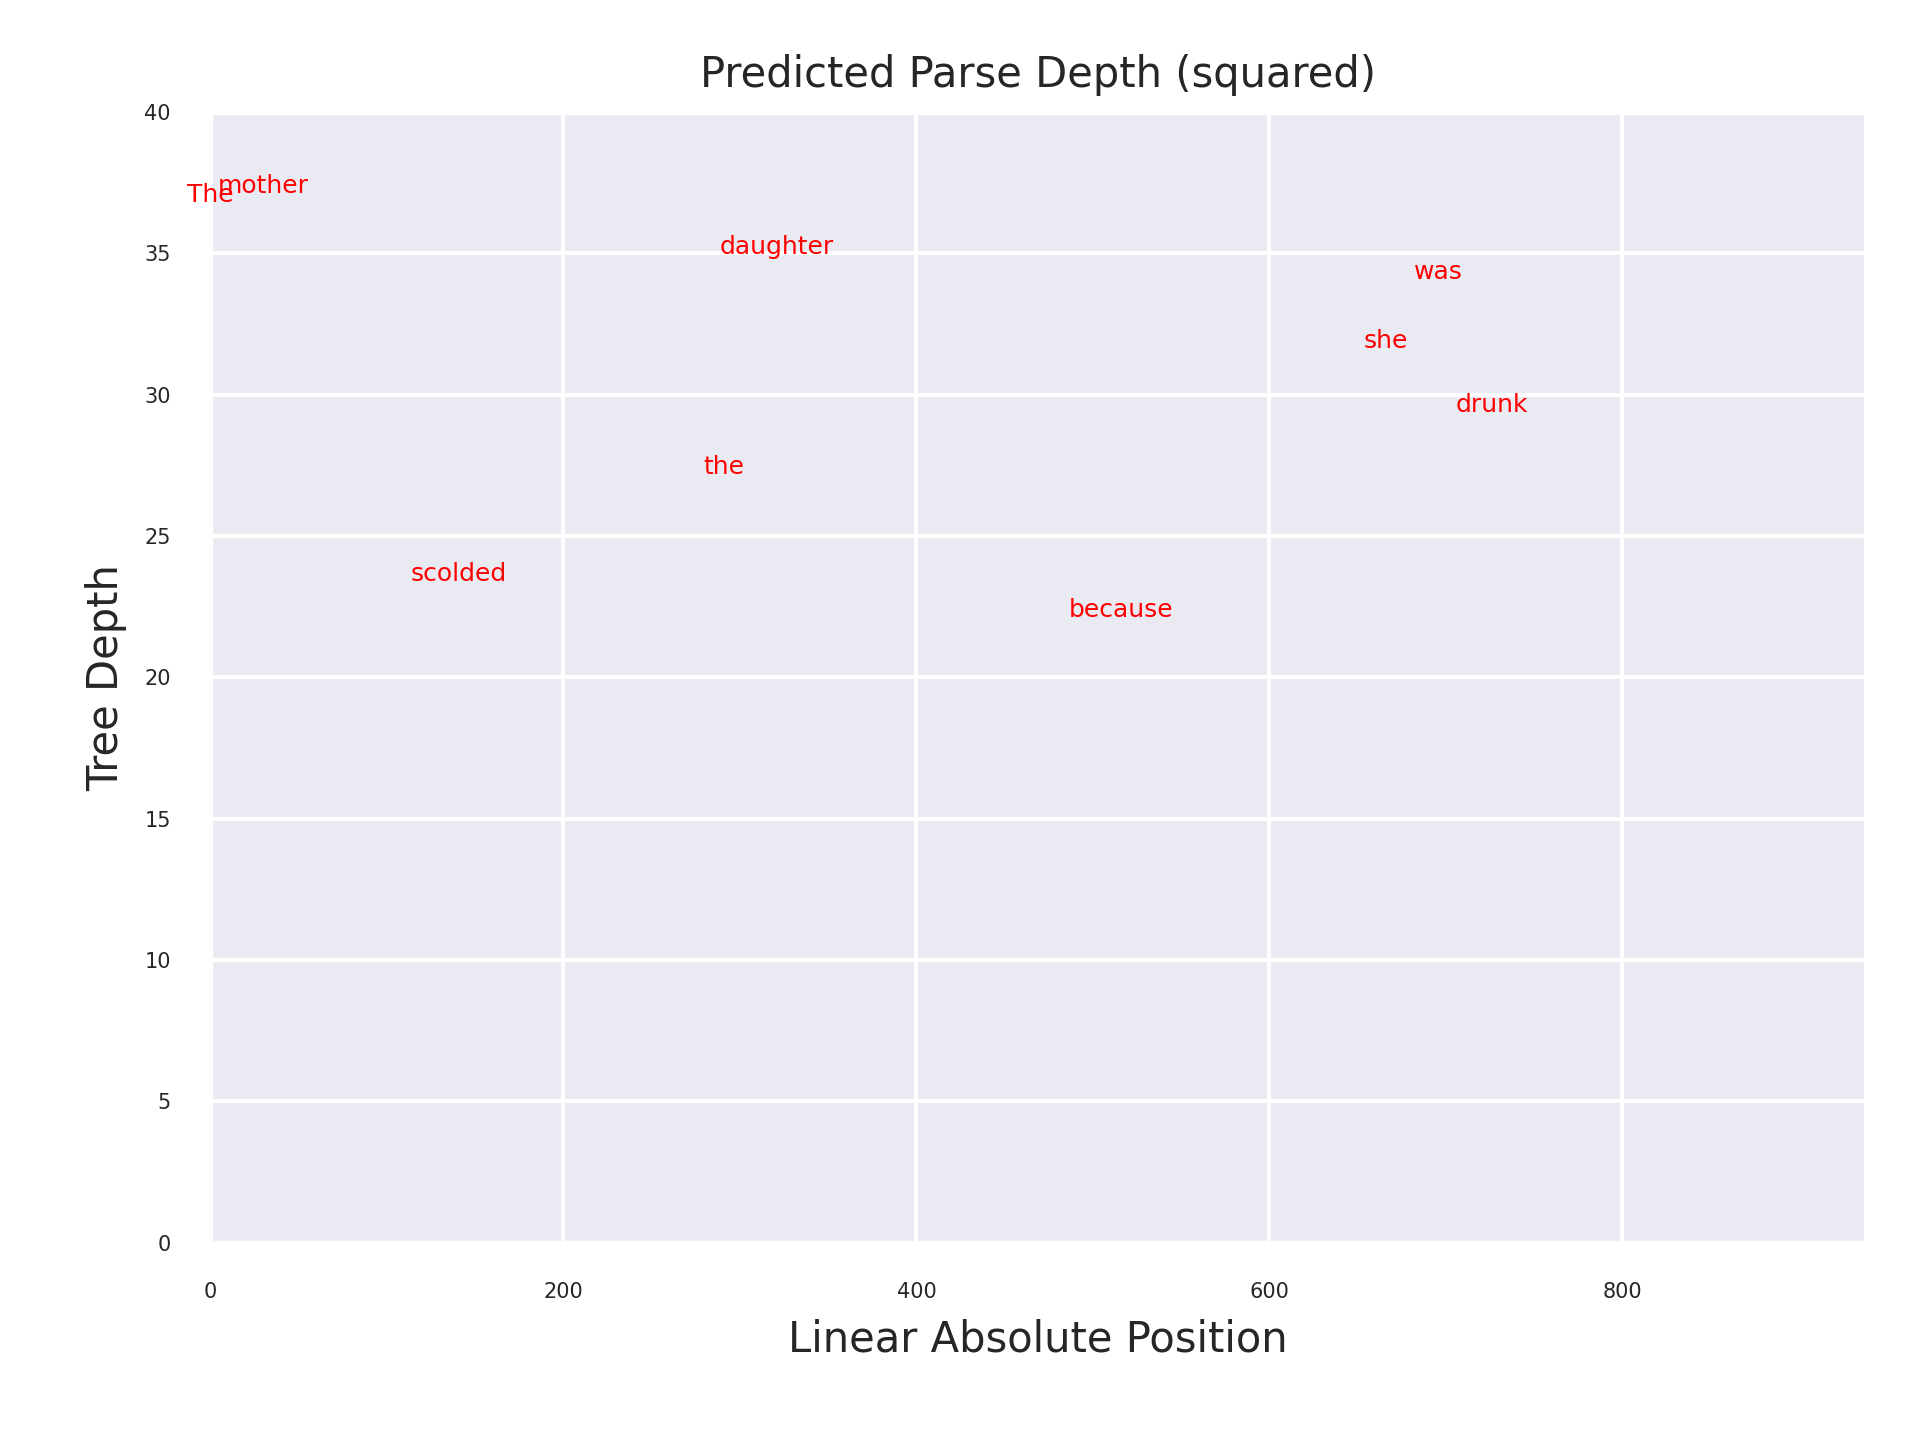 Predicted Parse Depth (squared)
40
The mother
daughter
35
was
she
30
drunk
the
25
scolded
because
20
15
10
5
0
Tree Depth
0 200 400 600 800
Linear Absolute Position